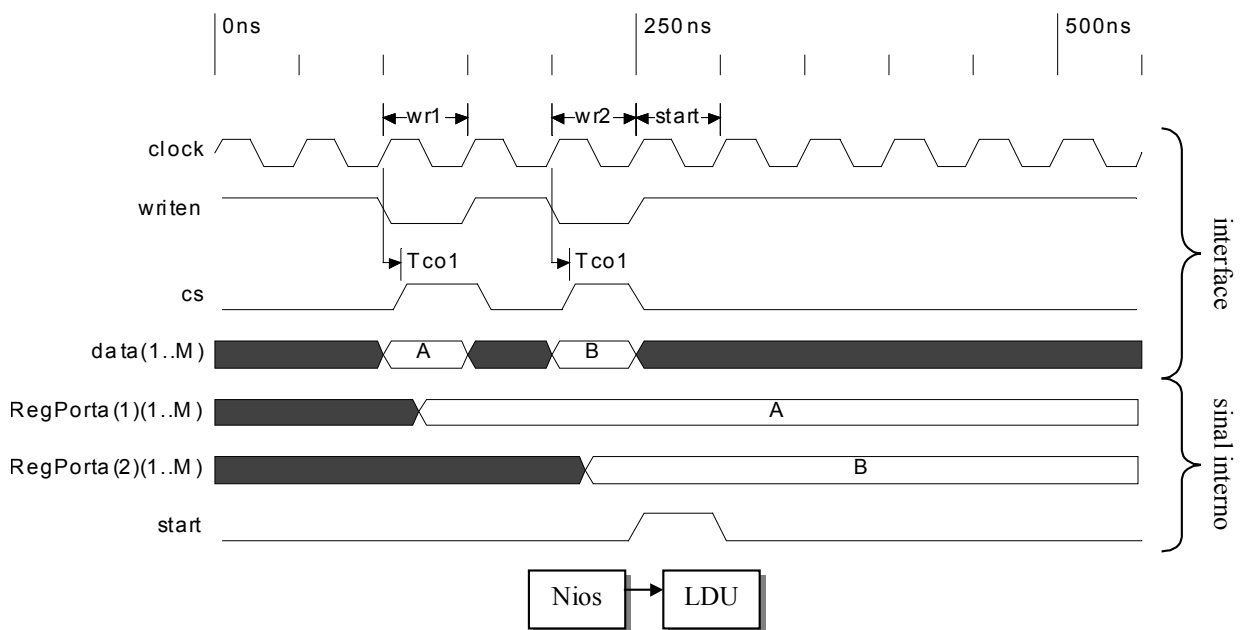 0ns 250ns 500ns
wr1 wr2 start
clock
writen
Tco1 Tco1
cs
data(1..M) A B
RegPorta(1)(1..M) A
RegPorta(2)(1..M) B
start
interface
sinal interno
Nios LDU